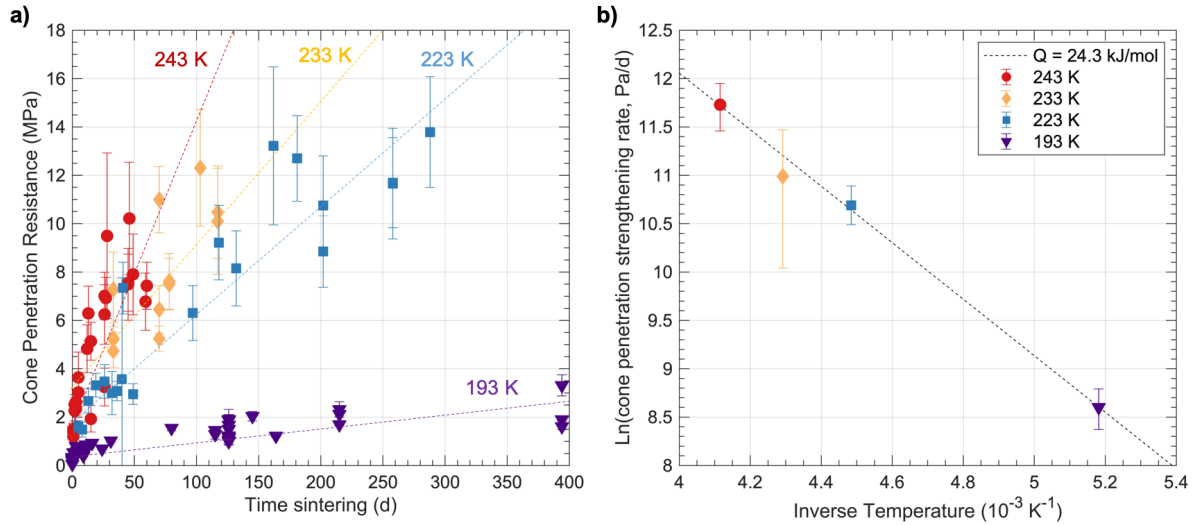 a)
18
16
14
12
10
8
6
4
2
0
Cone Penetration Resistance (MPa)
243 K
233 K
223 K
193 K
0 50 100 150 200 250 300 350 400
Time sintering (d)
b)
12.5
12
11.5
11
10.5
10
9.5
9
8.5
8
Ln(cone penetration strengthening rate, Pa/d)
Q = 24.3 kJ/mol
243 K
233 K
223 K
193 K
4 4.2 4.4 4.6 4.8 5 5.2 5.4
Inverse Temperature (10⁻³ K⁻¹)